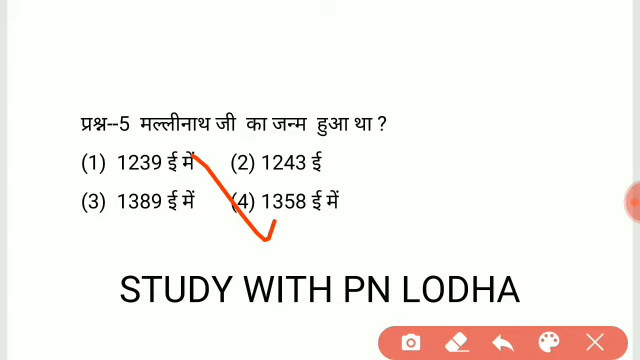 प्रश्न--5 मल्लीनाथ जी का जन्म हुआ था ?
(1) 1239 ई में (2) 1243 ई
(3) 1389 ई में (4) 1358 ई में
STUDY WITH PN LODHA